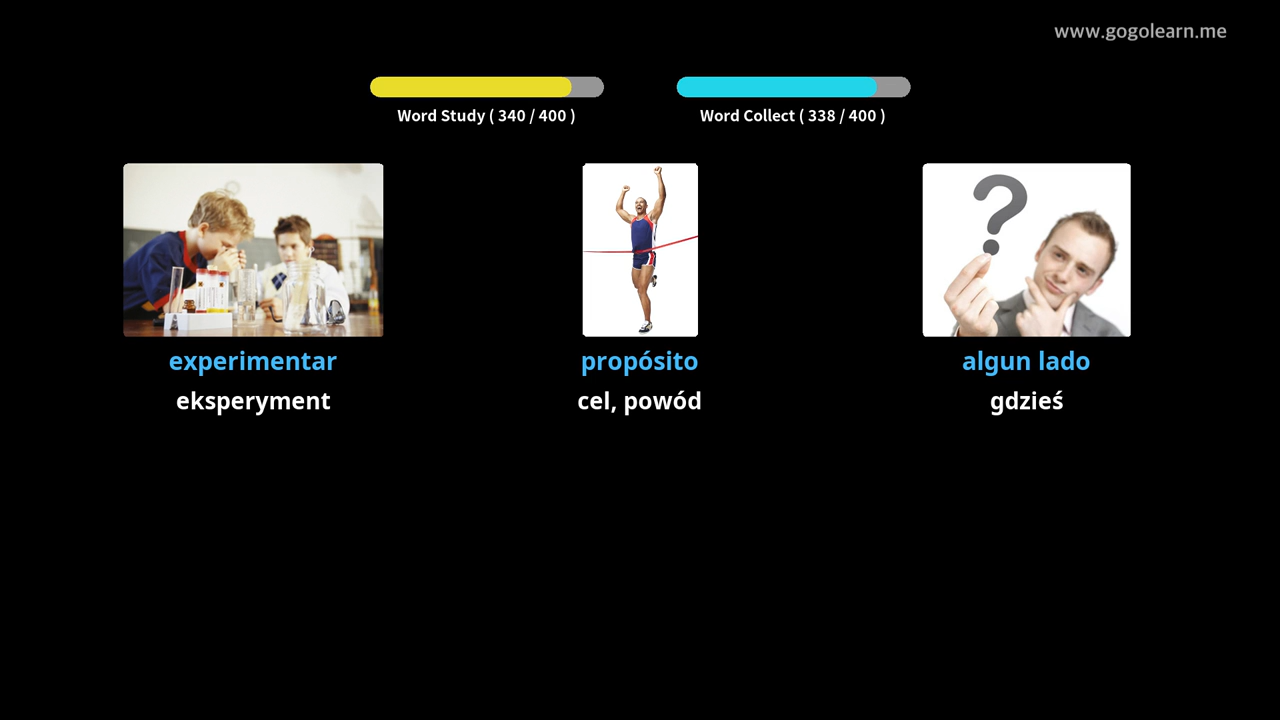 www.gogolearn.me
Word Study ( 340 / 400 )
Word Collect ( 338 / 400 )
experimentar
eksperyment
propósito
cel, powód
algun lado
gdzieś